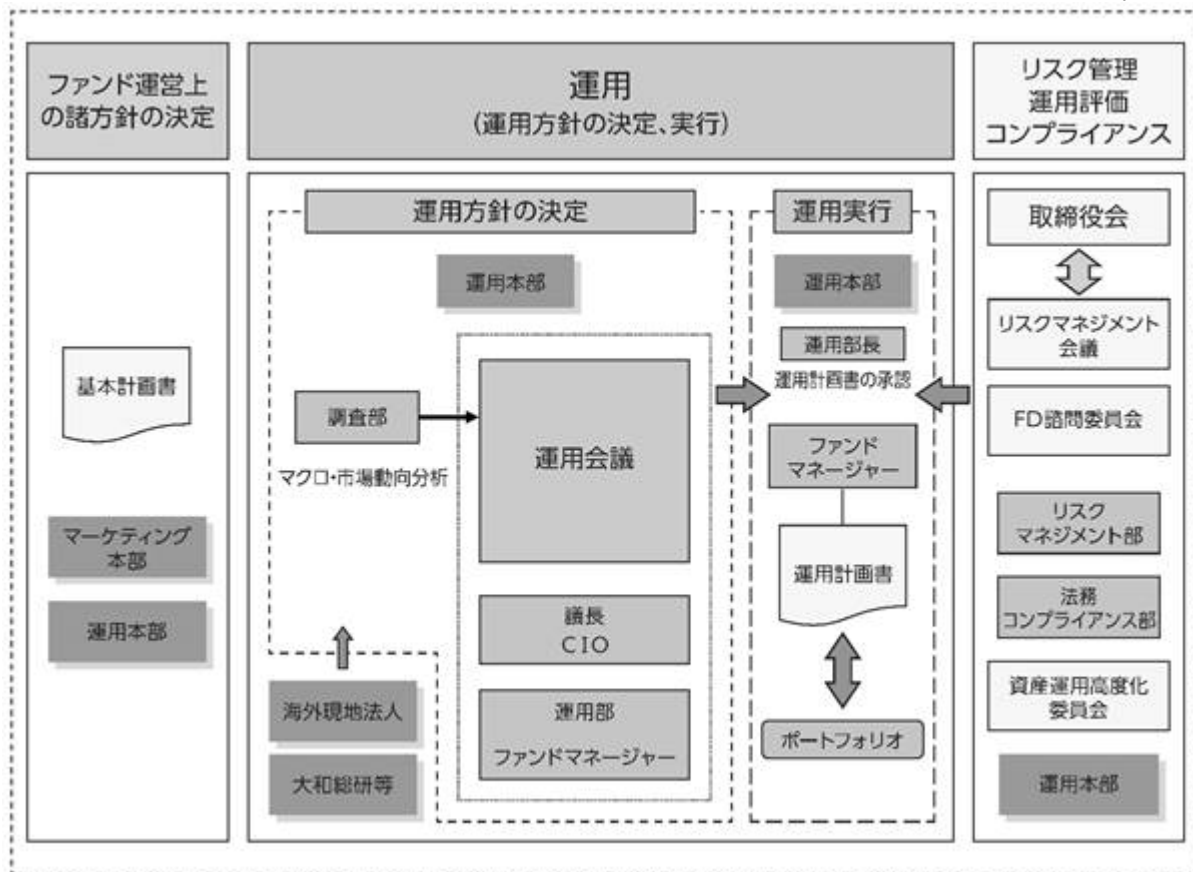 ファンド運営上
の諸方針の決定
運用
(運用方針の決定、実行)
リスク管理
運用評価
コンプライアンス
基本計画書
マーケティング
本部
運用本部
運用方針の決定
運用本部
調査部
マクロ・市場動向分析
運用会議
議長
CIO
運用部
ファンドマネージャー
海外現地法人
大和総研等
運用実行
運用本部
運用部長
運用計画書の承認
ファンド
マネージャー
運用計画書
ポートフォリオ
取締役会
リスクマネジメント
会議
FD諮問委員会
リスク
マネジメント部
法務
コンプライアンス部
資産運用高度化
委員会
運用本部